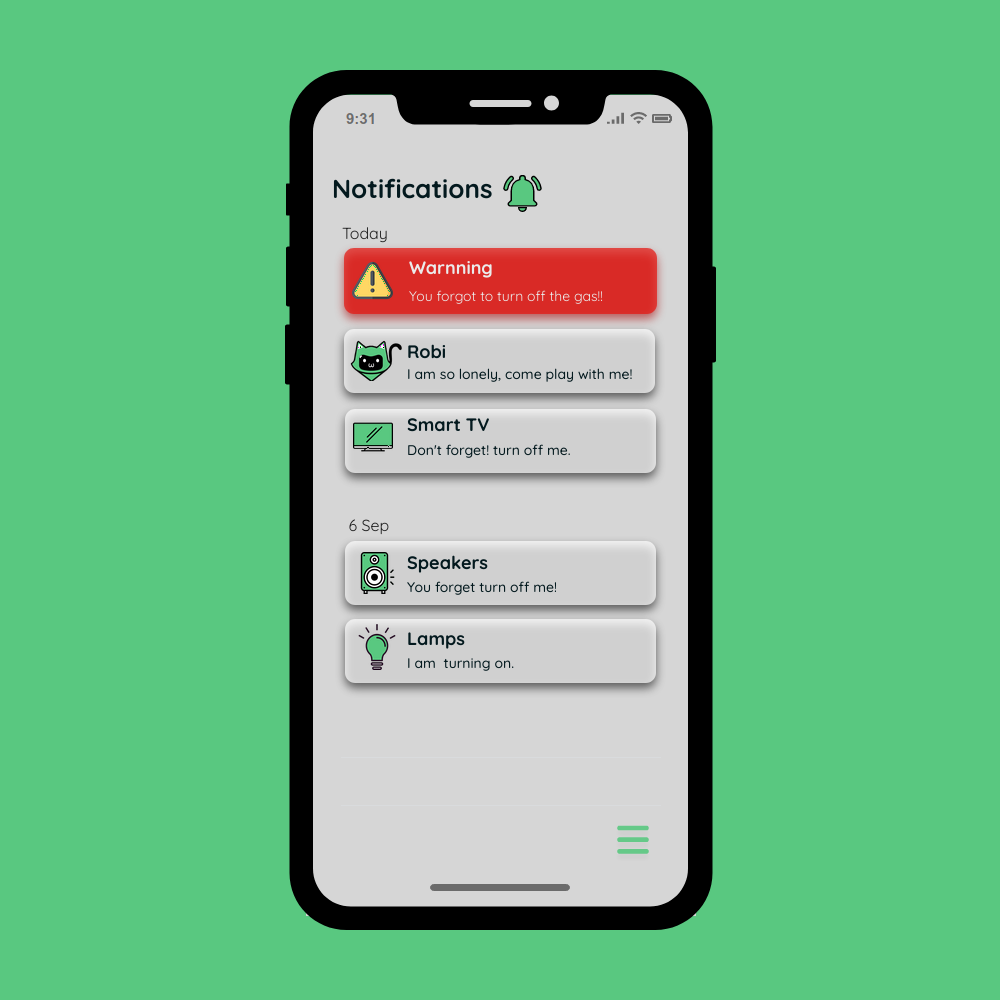 9:31
Notifications
Today
Warnning
You forgot to turn off the gas!!
Robi
I am so lonely, come play with me!
Smart TV
Don't forget! turn off me.
6 Sep
Speakers
You forget turn off me!
Lamps
I am  turning on.